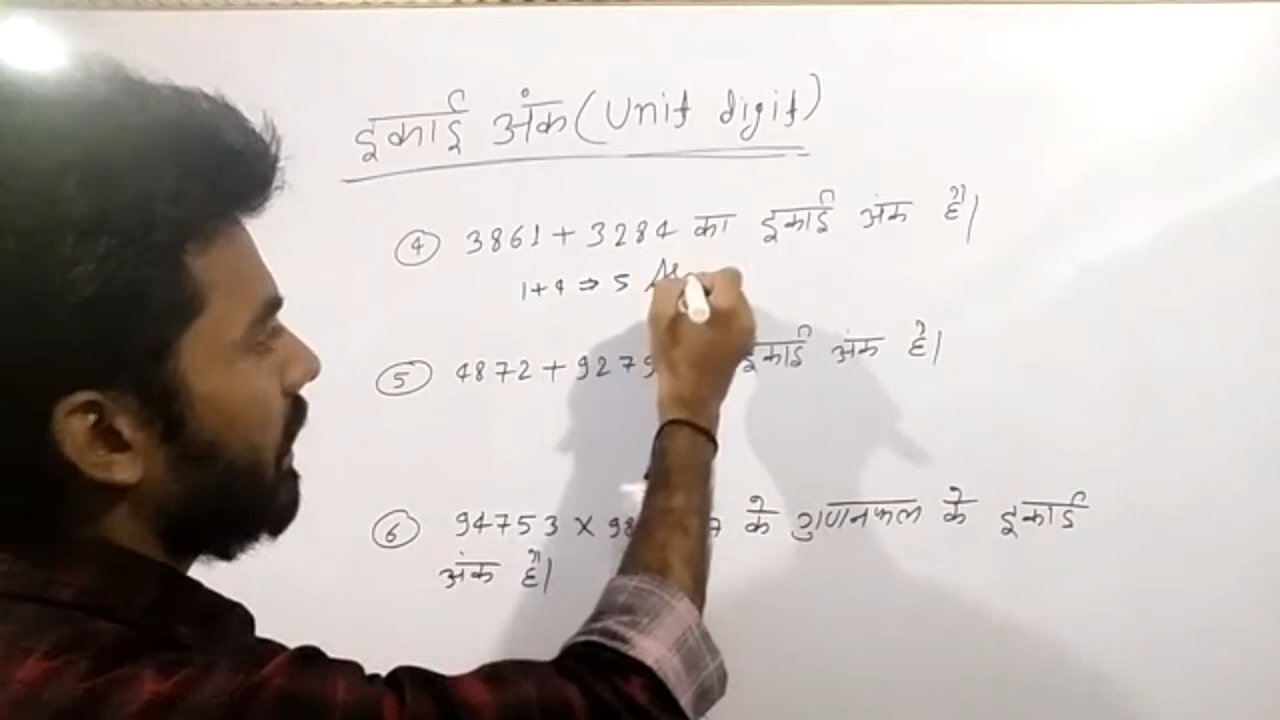 इकाई अंक (Unit digit)
④ 3861 + 3284 का इकाई अंक है।
1+4 ⇒ 5
⑤ 4872 + 9279 इकाई अंक है।
⑥ 94753 × 98 7 के गुणनफल के इकाई
अंक है।